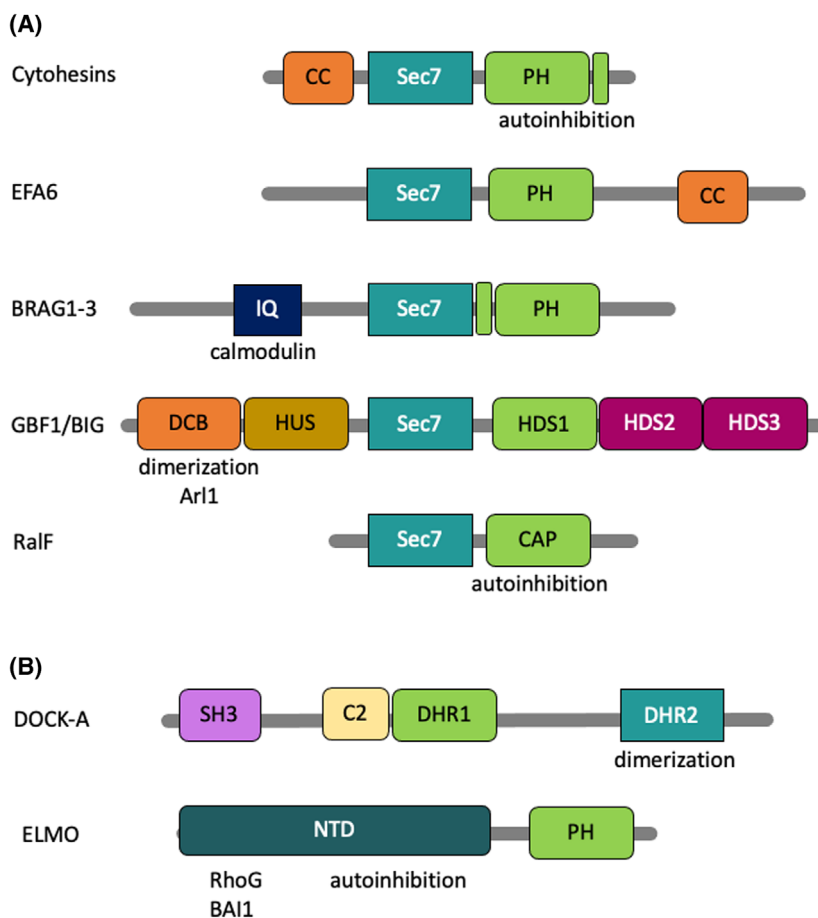 (A)
Cytohesins CC Sec7 PH
autoinhibition
EFA6 Sec7 PH CC
BRAG1-3 IQ Sec7 PH
calmodulin
GBF1/BIG DCB HUS Sec7 HDS1 HDS2 HDS3
dimerization
Arl1
RalF Sec7 CAP
autoinhibition
(B)
DOCK-A SH3 C2 DHR1 DHR2
dimerization
ELMO NTD PH
RhoG autoinhibition
BAI1